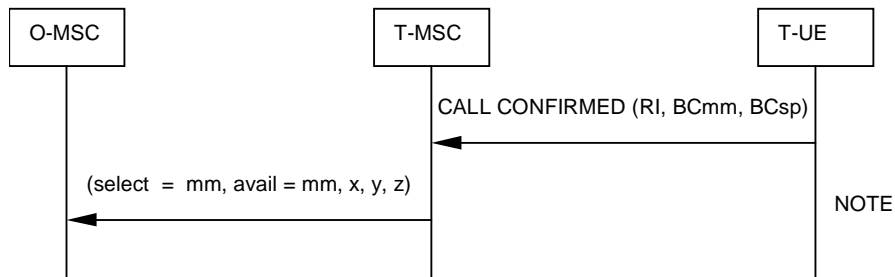 O-MSC
T-MSC
T-UE
CALL CONFIRMED (RI, BCmm, BCsp)
(select = mm, avail = mm, x, y, z)
NOTE